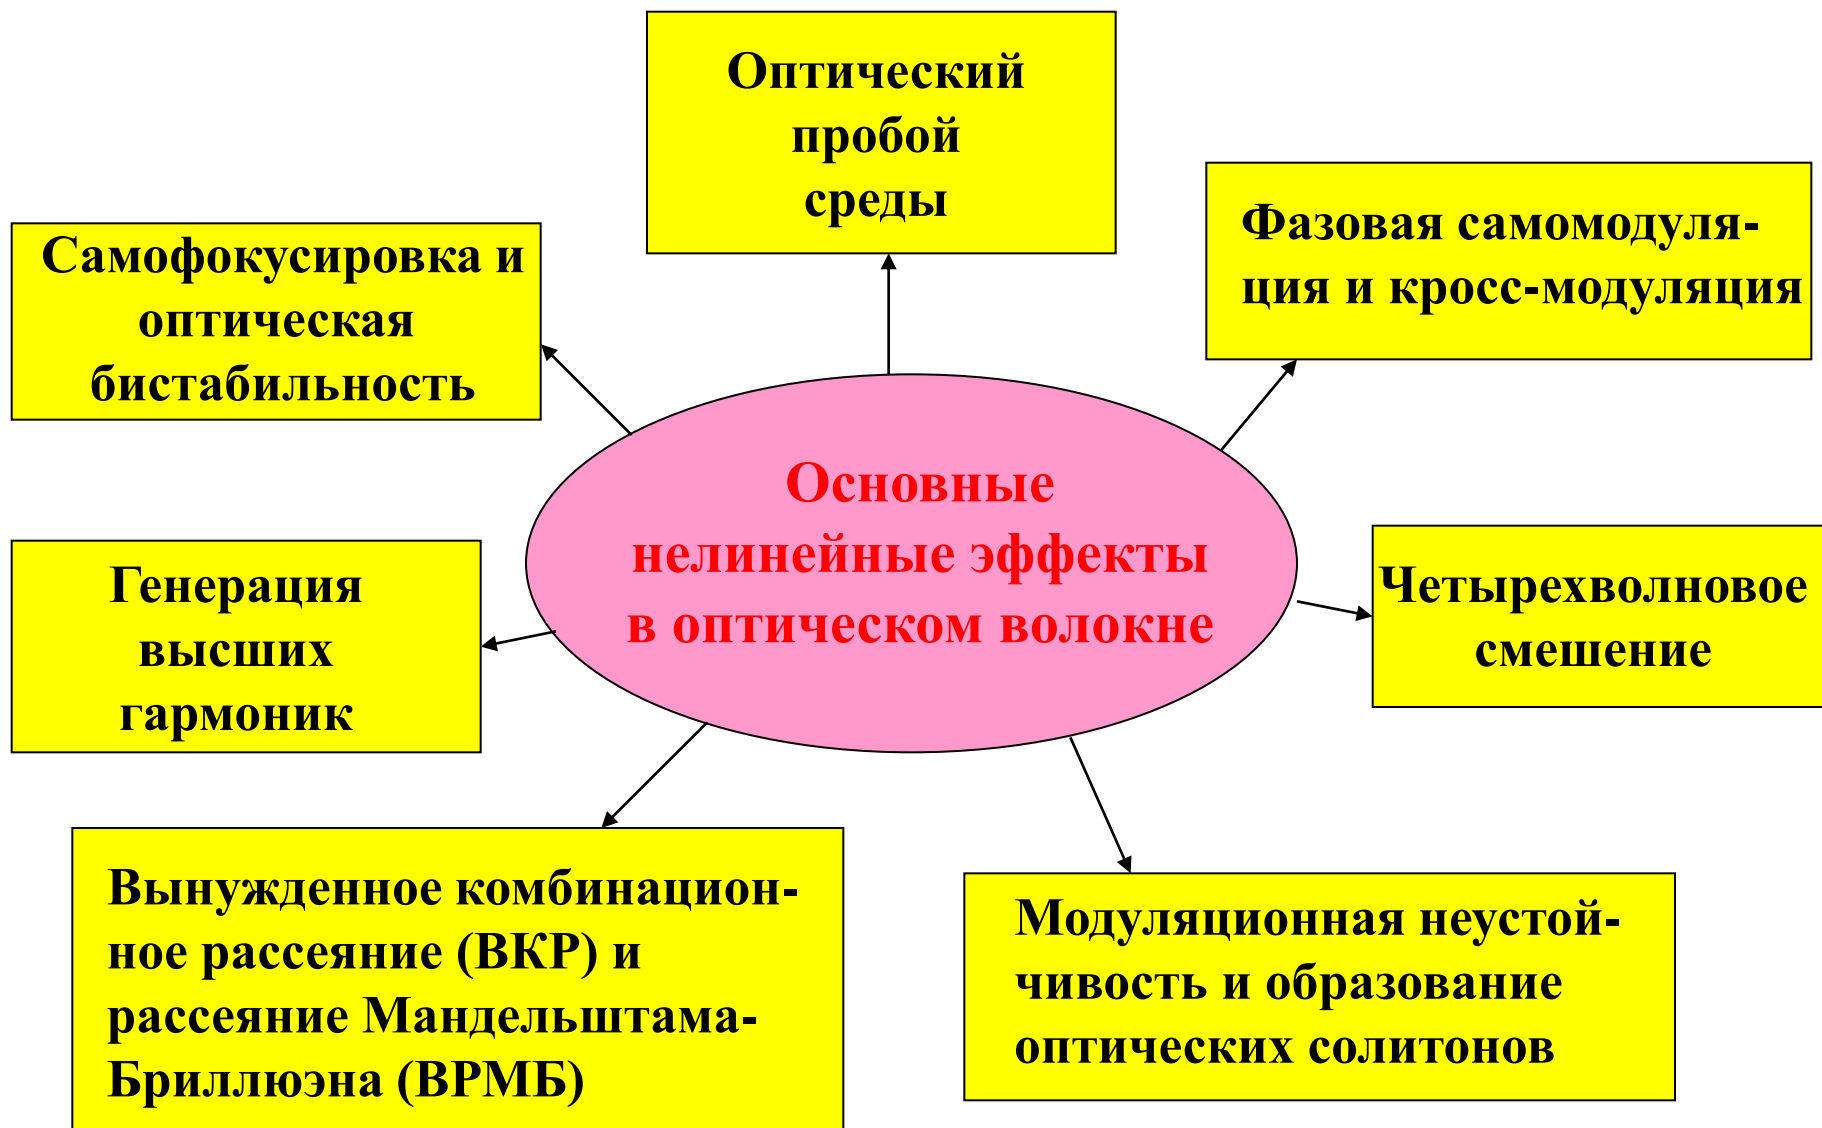 Оптический
пробой
среды
Фазовая самомодуля-
ция и кросс-модуляция
Самофокусировка и
оптическая
бистабильность
Основные
нелинейные эффекты
в оптическом волокне
Четырехволновое
смешение
Генерация
высших
гармоник
Вынужденное комбинацион-
ное рассеяние (ВКР) и
рассеяние Мандельштама-
Бриллюэна (ВРМБ)
Модуляционная неустой-
чивость и образование
оптических солитонов